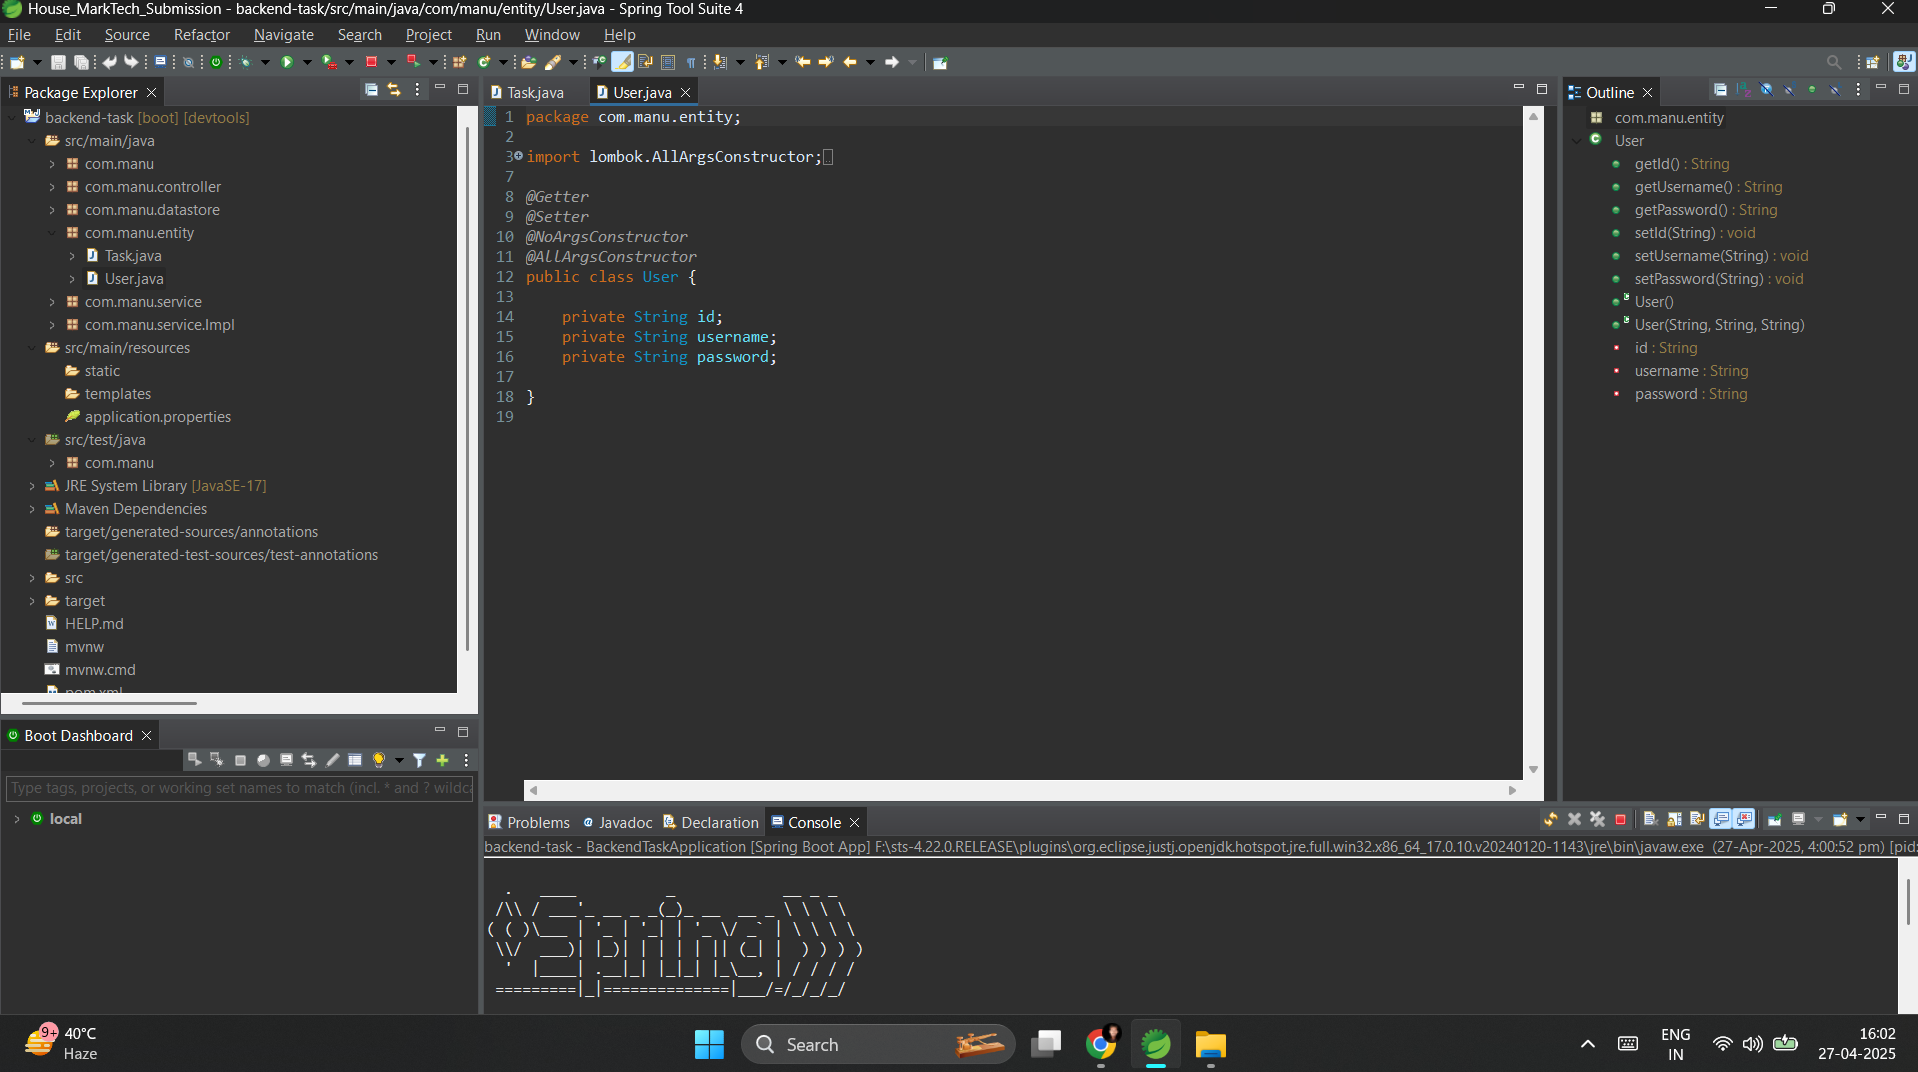 House_MarkTech_Submission - backend-task/src/main/java/com/manu/entity/User.java - Spring Tool Suite 4
File Edit Source Refactor Navigate Search Project Run Window Help
Package Explorer
backend-task [boot] [devtools]
src/main/java
com.manu
com.manu.controller
com.manu.datastore
com.manu.entity
Task.java
User.java
com.manu.service
com.manu.service.Impl
src/main/resources
static
templates
application.properties
src/test/java
com.manu
JRE System Library [JavaSE-17]
Maven Dependencies
target/generated-sources/annotations
target/generated-test-sources/test-annotations
src
target
HELP.md
mvnw
mvnw.cmd
pom.xml
Boot Dashboard
Type tags, projects, or working set names to match (incl. * and ? wildca
local
Task.java User.java
1 package com.manu.entity;
2
3 import lombok.AllArgsConstructor;
7
8 @Getter
9 @Setter
10 @NoArgsConstructor
11 @AllArgsConstructor
12 public class User {
13
14 private String id;
15 private String username;
16 private String password;
17
18 }
19
Outline
com.manu.entity
User
getId() : String
getUsername() : String
getPassword() : String
setId(String) : void
setUsername(String) : void
setPassword(String) : void
User()
User(String, String, String)
id : String
username : String
password : String
Problems Javadoc Declaration Console
backend-task - BackendTaskApplication [Spring Boot App] F:\sts-4.22.0.RELEASE\plugins\org.eclipse.justj.openjdk.hotspot.jre.full.win32.x86_64_17.0.10.v20240120-1143\jre\bin\javaw.exe (27-Apr-2025, 4:00:52 pm) [pid:
  .   ____          _            __ _ _
 /\\ / ___'_ __ _ _(_)_ __  __ _ \ \ \ \
( ( )\___ | '_ | '_| | '_ \/ _` | \ \ \ \
 \\/  ___)| |_)| | | | | || (_| |  ) ) ) )
  '  |____| .__|_| |_|_| |_\__, | / / / /
 =========|_|==============|___/=/_/_/_/
9+
40°C
Haze
Search
ENG
IN
16:02
27-04-2025